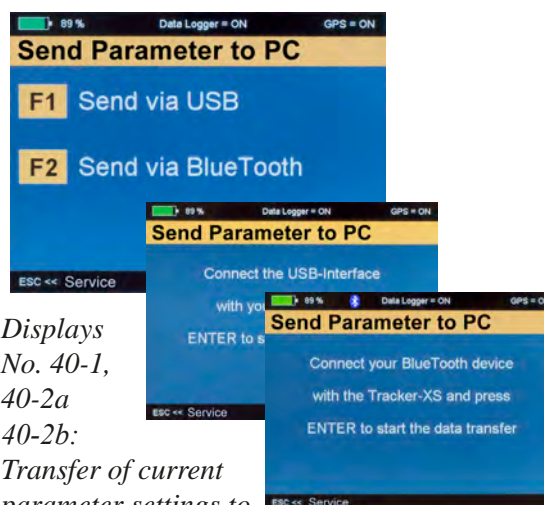 89 % Data Logger = ON GPS = ON
Send Parameter to PC
F1 Send via USB
F2 Send via BlueTooth
ESC << Service
89 % Data Logger = ON GPS = ON
Send Parameter to PC
Connect the USB-Interface
with
ENTER to
ESC << Service
89 % Data Logger = ON GPS =
Send Parameter to PC
Connect your BlueTooth device
with the Tracker-XS and press
ENTER to start the data transfer
ESC << Service
Displays
No. 40-1,
40-2a
40-2b:
Transfer of current
parameter settings to